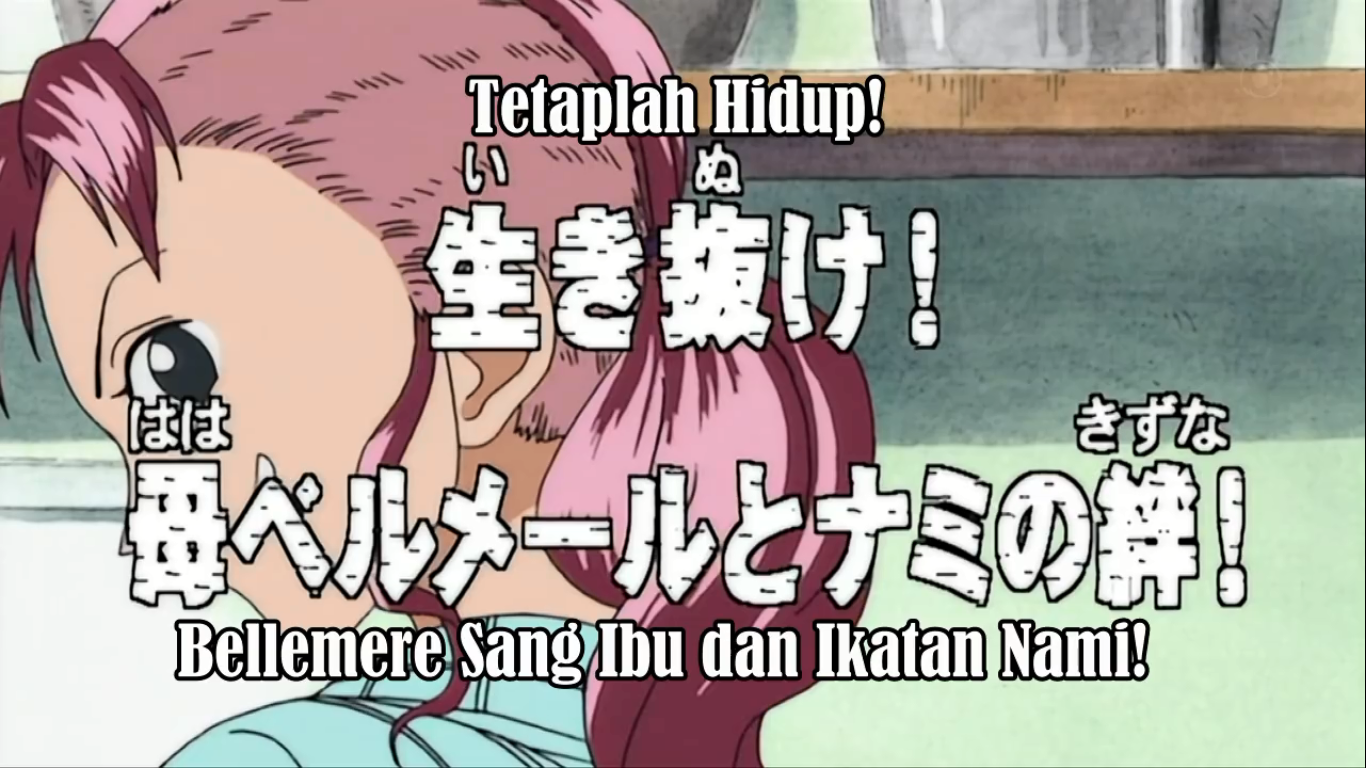 Tetaplah Hidup!
い ぬ
生き抜け!
はは きずな
母ベルメールとナミの絆!
Bellemere Sang Ibu dan Ikatan Nami!